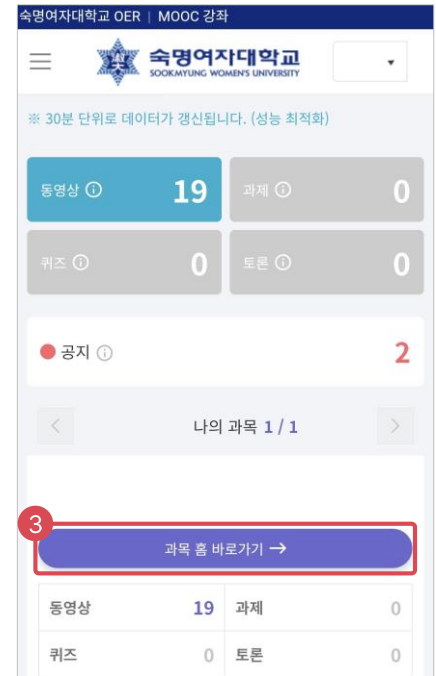 숙명여자대학교 OER | MOOC 강좌
숙명여자대학교
SOOKMYUNG WOMEN'S UNIVERSITY
※ 30분 단위로 데이터가 갱신됩니다. (성능 최적화)
동영상 19 과제 0
퀴즈 0 토론 0
공지 2
나의 과목 1 / 1
3
과목 홈 바로가기 →
동영상 19 과제 0
퀴즈 0 토론 0